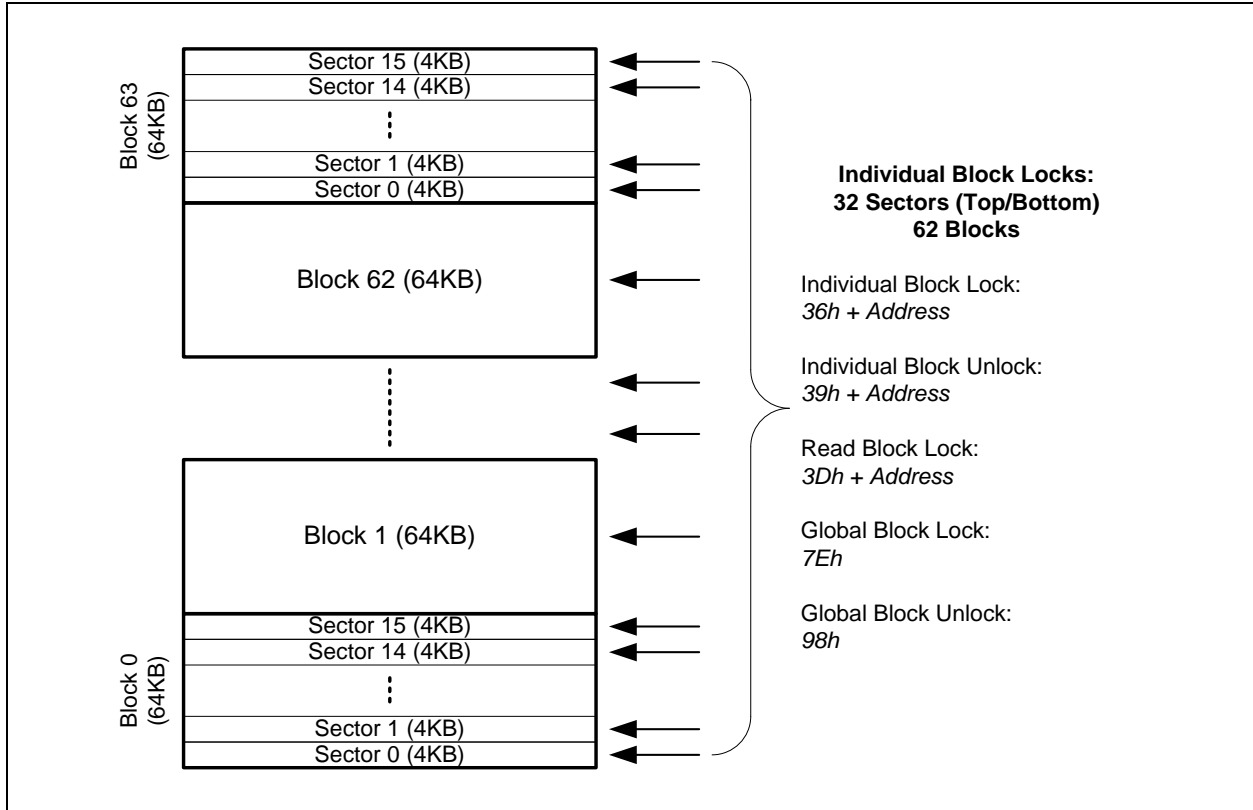 Block 63
(64KB)
Sector 15 (4KB)
Sector 14 (4KB)
Sector 1 (4KB)
Sector 0 (4KB)
Block 62 (64KB)
Block 1 (64KB)
Block 0
(64KB)
Sector 15 (4KB)
Sector 14 (4KB)
Sector 1 (4KB)
Sector 0 (4KB)
Individual Block Locks:
32 Sectors (Top/Bottom)
62 Blocks
Individual Block Lock:
36h + Address
Individual Block Unlock:
39h + Address
Read Block Lock:
3Dh + Address
Global Block Lock:
7Eh
Global Block Unlock:
98h